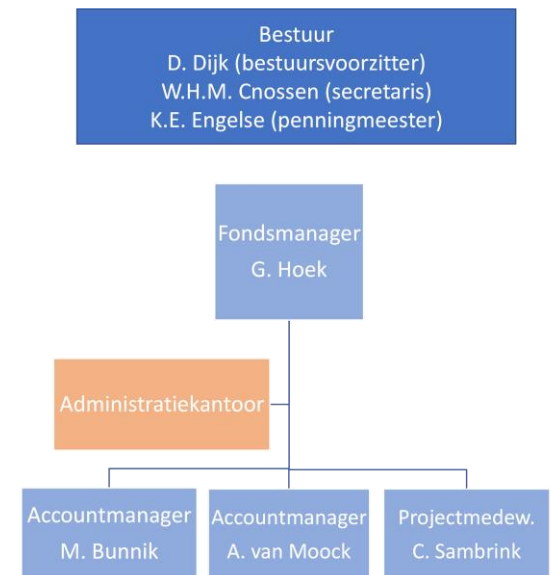 Bestuur
D. Dijk (bestuursvoorzitter)
W.H.M. Cnossen (secretaris)
K.E. Engelse (penningmeester)
Fondsmanager
G. Hoek
Administratiekantoor
Accountmanager
M. Bunnik
Accountmanager
A. van Moock
Projectmedew.
C. Sambrink